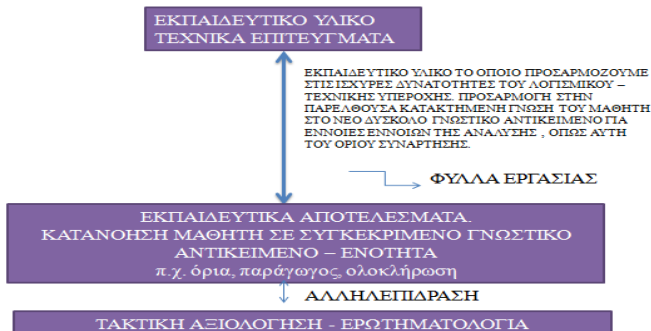 ΕΚΠΑΙΔΕΥΤΙΚΟ ΥΛΙΚΟ
ΤΕΧΝΙΚΑ ΕΠΙΤΕΥΓΜΑΤΑ
ΕΚΠΑΙΔΕΥΤΙΚΟ ΥΛΙΚΟ ΤΟ ΟΠΟΙΟ ΠΡΟΣΑΡΜΟΖΟΥΜΕ
ΣΤΙΣ ΙΣΧΥΡΕΣ ΔΥΝΑΤΟΤΗΤΕΣ ΤΟΥ ΛΟΓΙΣΜΙΚΟΥ –
ΤΕΧΝΙΚΗΣ ΥΠΕΡΟΧΗΣ. ΠΡΟΣΑΡΜΟΓΗ ΣΤΗΝ
ΠΑΡΕΛΘΟΥΣΑ ΚΑΤΑΚΤΗΜΕΝΗ ΓΝΩΣΗ ΤΟΥ ΜΑΘΗΤΗ
ΣΤΟ ΝΕΟ ΔΥΣΚΟΛΟ ΓΝΩΣΤΙΚΟ ΑΝΤΙΚΕΙΜΕΝΟ ΓΙΑ
ΕΝΝΟΙΕΣ ΕΝΝΟΙΩΝ ΤΗΣ ΑΝΑΛΥΣΗΣ , ΟΠΩΣ ΑΥΤΗ
ΤΟΥ ΟΡΙΟΥ ΣΥΝΑΡΤΗΣΗΣ.
ΦΥΛΛΑ ΕΡΓΑΣΙΑΣ
ΕΚΠΑΙΔΕΥΤΙΚΑ ΑΠΟΤΕΛΕΣΜΑΤΑ.
ΚΑΤΑΝΟΗΣΗ ΜΑΘΗΤΗ ΣΕ ΣΥΓΚΕΚΡΙΜΕΝΟ ΓΝΩΣΤΙΚΟ
ΑΝΤΙΚΕΙΜΕΝΟ – ΕΝΟΤΗΤΑ
π.χ. όρια, παράγωγος, ολοκλήρωση
ΑΛΛΗΛΕΠΙΔΡΑΣΗ
ΤΑΚΤΙΚΗ ΑΞΙΟΛΟΓΗΣΗ - ΕΡΩΤΗΜΑΤΟΛΟΓΙΑ